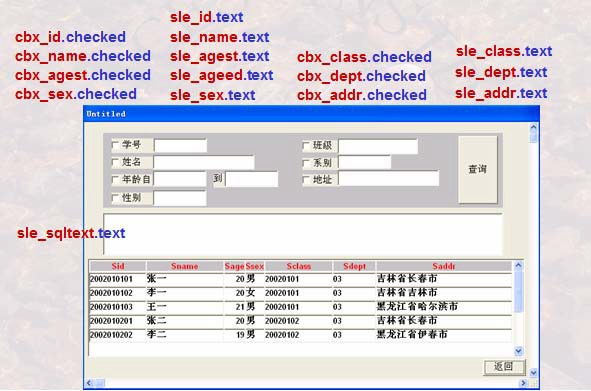 sle_id.text
cbx_id.checked
sle_name.text
cbx_name.checked
sle_agest.text
cbx_class.checked
sle_class.text
cbx_agest.checked
sle_ageed.text
cbx_dept.checked
sle_dept.text
cbx_sex.checked
sle_sex.text
cbx_addr.checked
sle_addr.text
Untitled
学号
班级
姓名
系别
查询
年龄自
到
地址
性别
sle_sqltext.text
Sid Sname Sage Ssex Sclass Sdept Saddr
2002010101 张一 20 男 20020101 03 吉林省长春市
2002010102 李一 20 女 20020101 03 吉林省吉林市
2002010103 王一 21 男 20020101 03 黑龙江省哈尔滨市
2002010201 张二 20 男 20020102 03 吉林省长春市
2002010202 李二 19 男 20020102 03 黑龙江省伊春市
返回